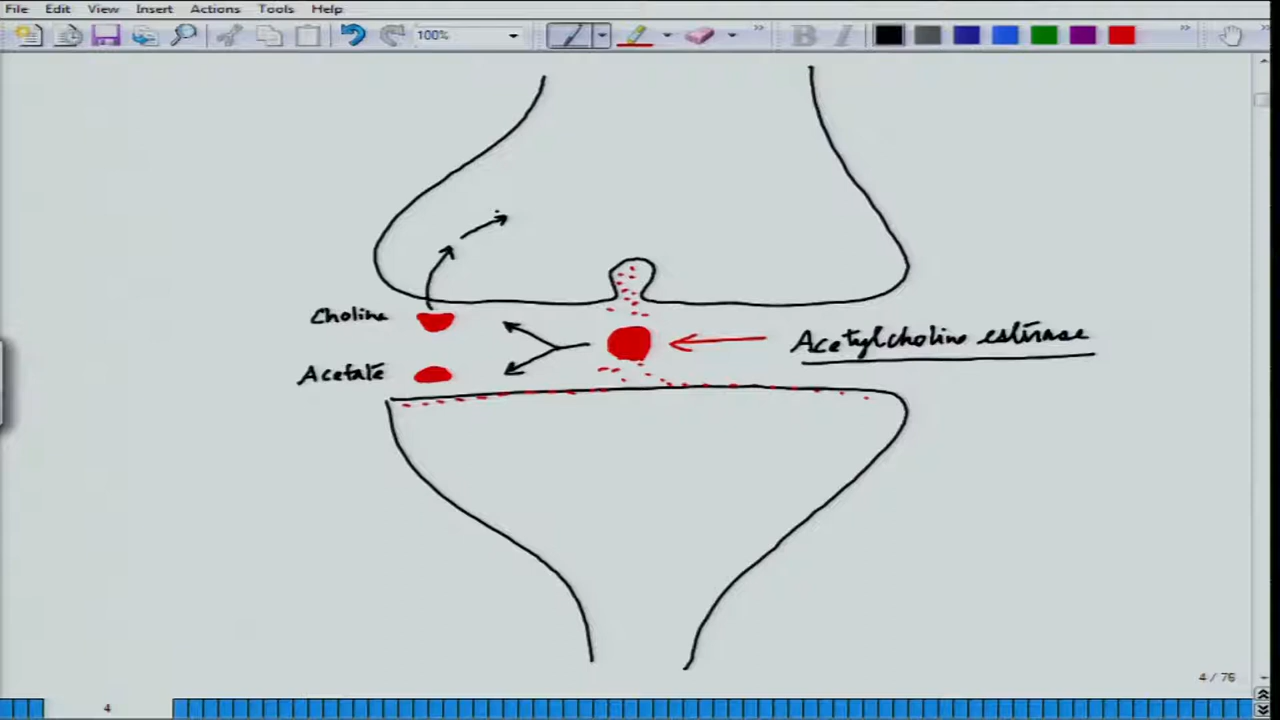 File Edit View Insert Actions Tools Help
100%
B I
Choline
Acetate
Acetylcholine esterase
4 / 76
4